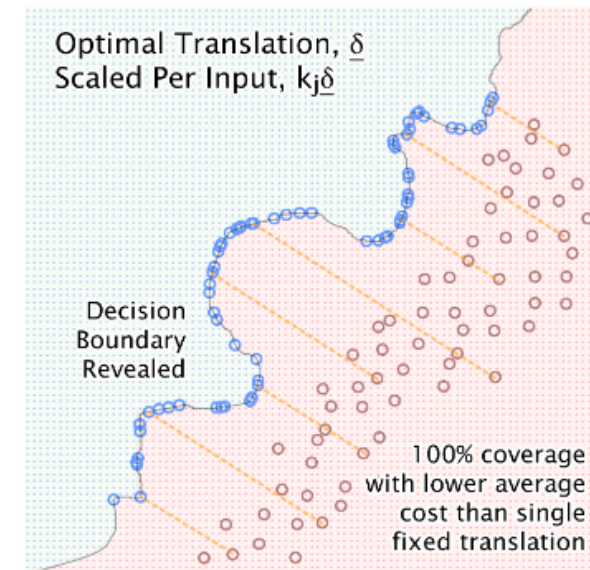 Optimal Translation, δ
Scaled Per Input, kjδ
Decision
Boundary
Revealed
100% coverage
with lower average
cost than single
fixed translation